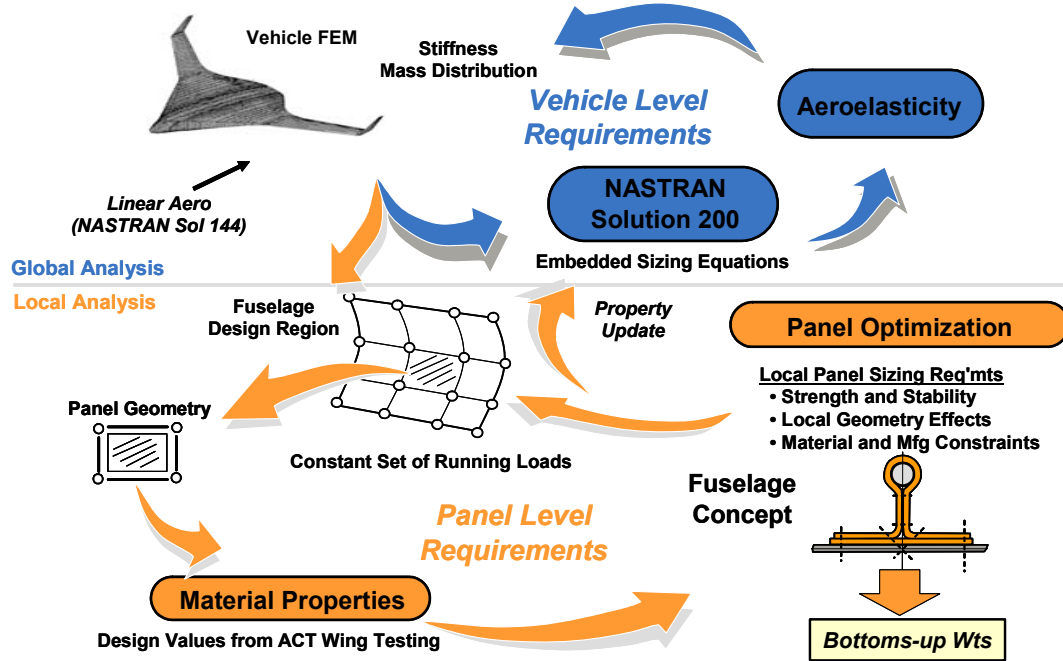 Vehicle FEM
Stiffness
Mass Distribution
Vehicle Level
Requirements
Aeroelasticity
Linear Aero
(NASTRAN Sol 144)
NASTRAN
Solution 200
Embedded Sizing Equations
Global Analysis
Local Analysis
Fuselage
Design Region
Property
Update
Panel Optimization
Local Panel Sizing Req'mts
• Strength and Stability
• Local Geometry Effects
• Material and Mfg Constraints
Panel Geometry
Constant Set of Running Loads
Fuselage
Concept
Panel Level
Requirements
Material Properties
Design Values from ACT Wing Testing
Bottoms-up Wts